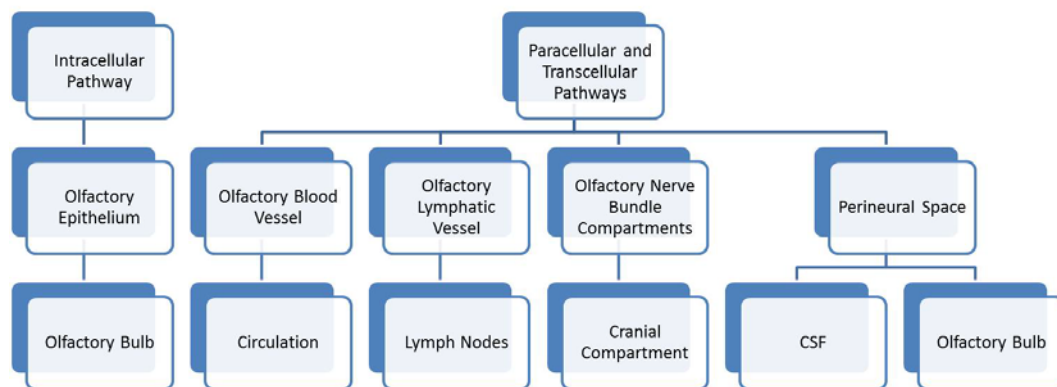 Intracellular
Pathway
Paracellular and
Transcellular
Pathways
Olfactory
Epithelium
Olfactory Blood
Vessel
Olfactory
Lymphatic
Vessel
Olfactory Nerve
Bundle
Compartments
Perineural Space
Olfactory Bulb
Circulation
Lymph Nodes
Cranial
Compartment
CSF
Olfactory Bulb